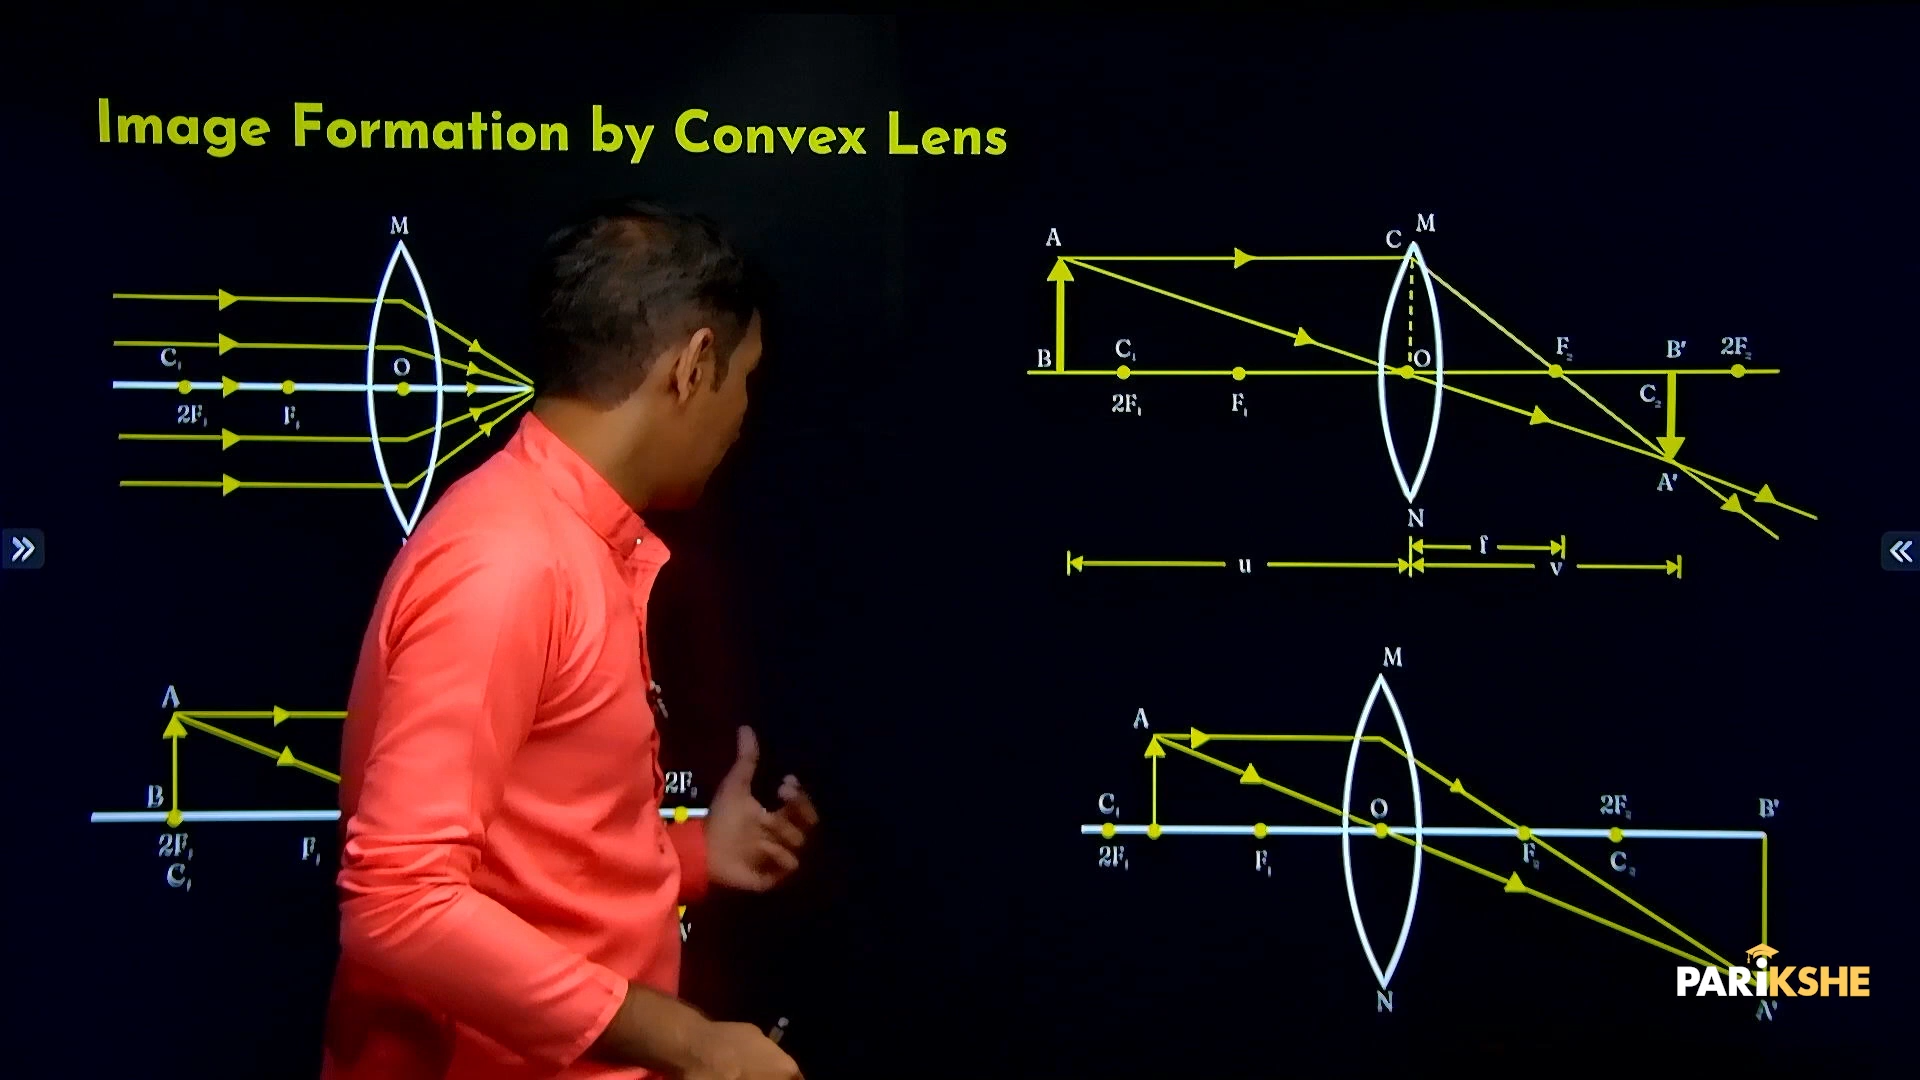 Image Formation by Convex Lens
M
C₁
O
2F₁
F₁
A
C
M
B
C₁
O
F₂
B'
2F₂
2F₁
F₁
C₂
A'
N
f
u
v
A
B
2F₂
2F₁
F₁
C₁
M
A
C₁
O
2F₂
B'
2F₁
F₁
F₂
C₂
N
A'
PARiKSHE